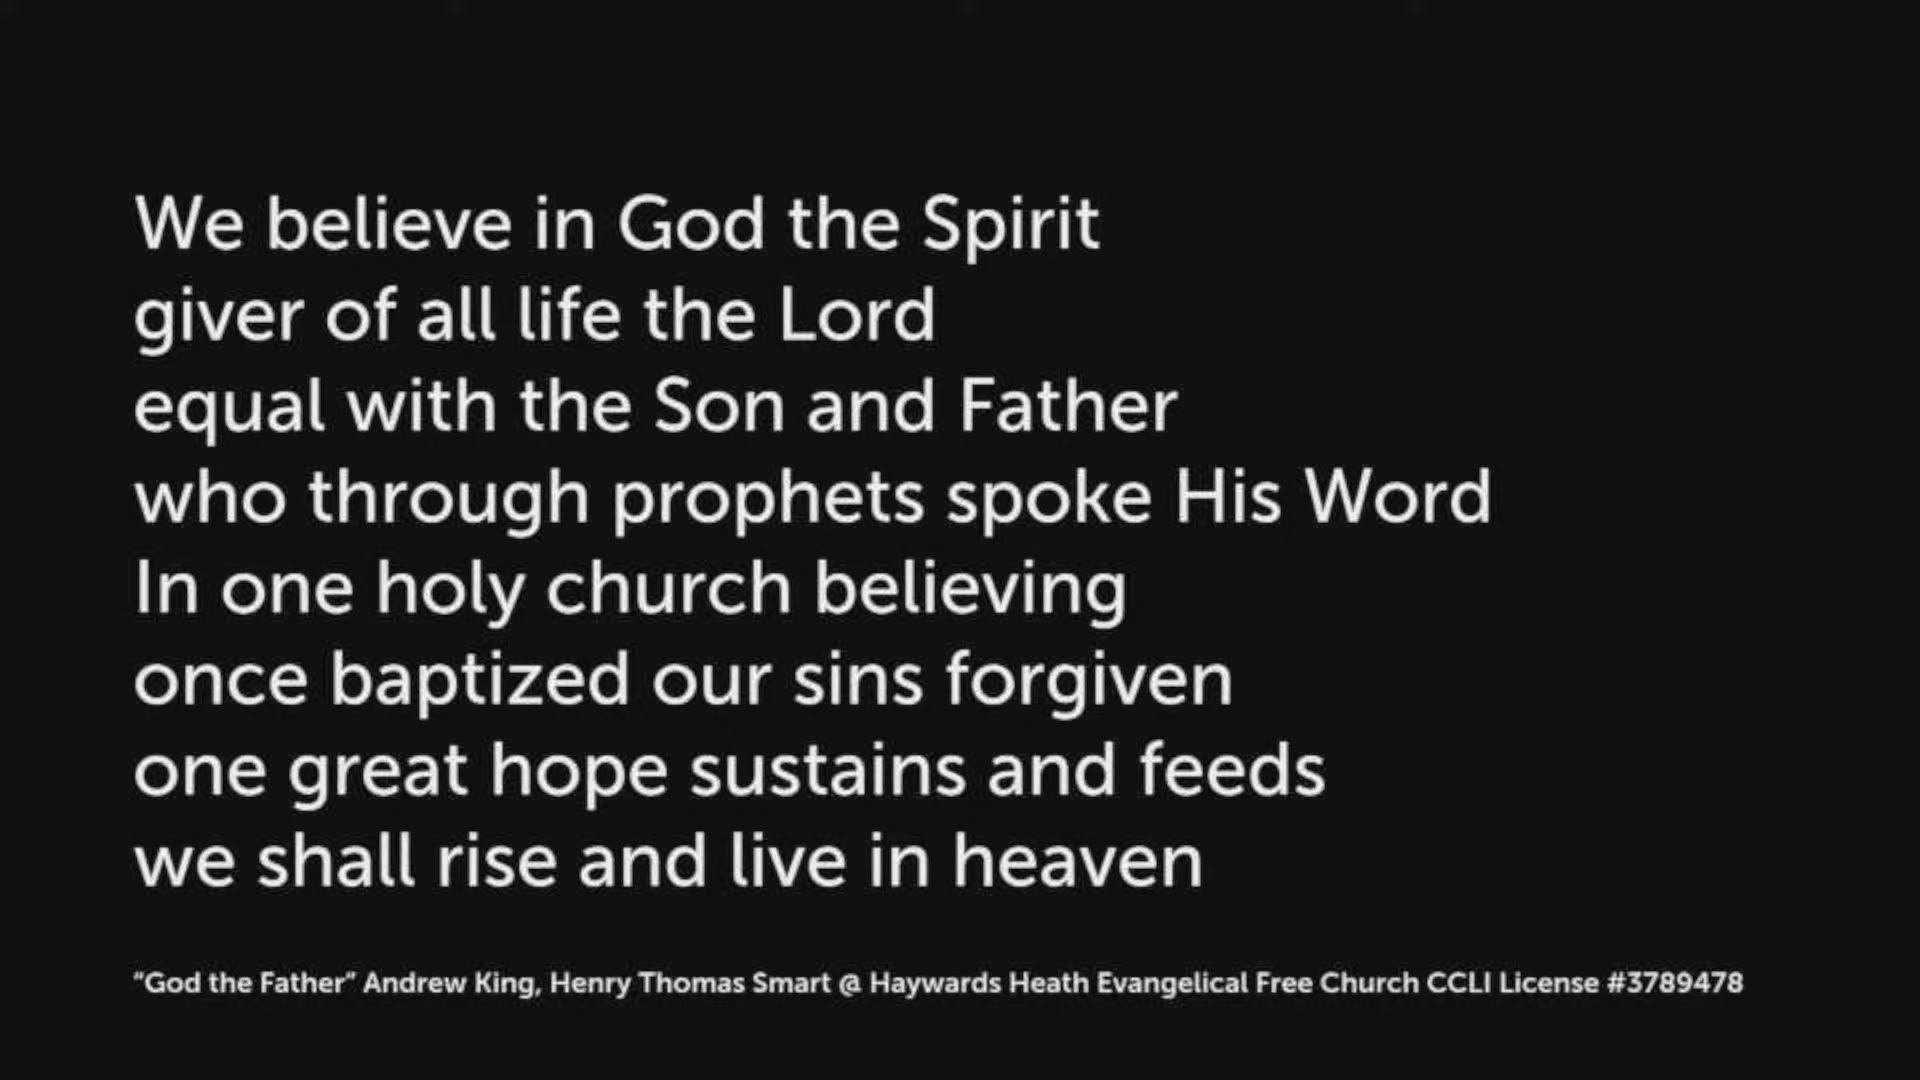 We believe in God the Spirit
giver of all life the Lord
equal with the Son and Father
who through prophets spoke His Word
In one holy church believing
once baptized our sins forgiven
one great hope sustains and feeds
we shall rise and live in heaven
“God the Father” Andrew King, Henry Thomas Smart @ Haywards Heath Evangelical Free Church CCLI License #3789478